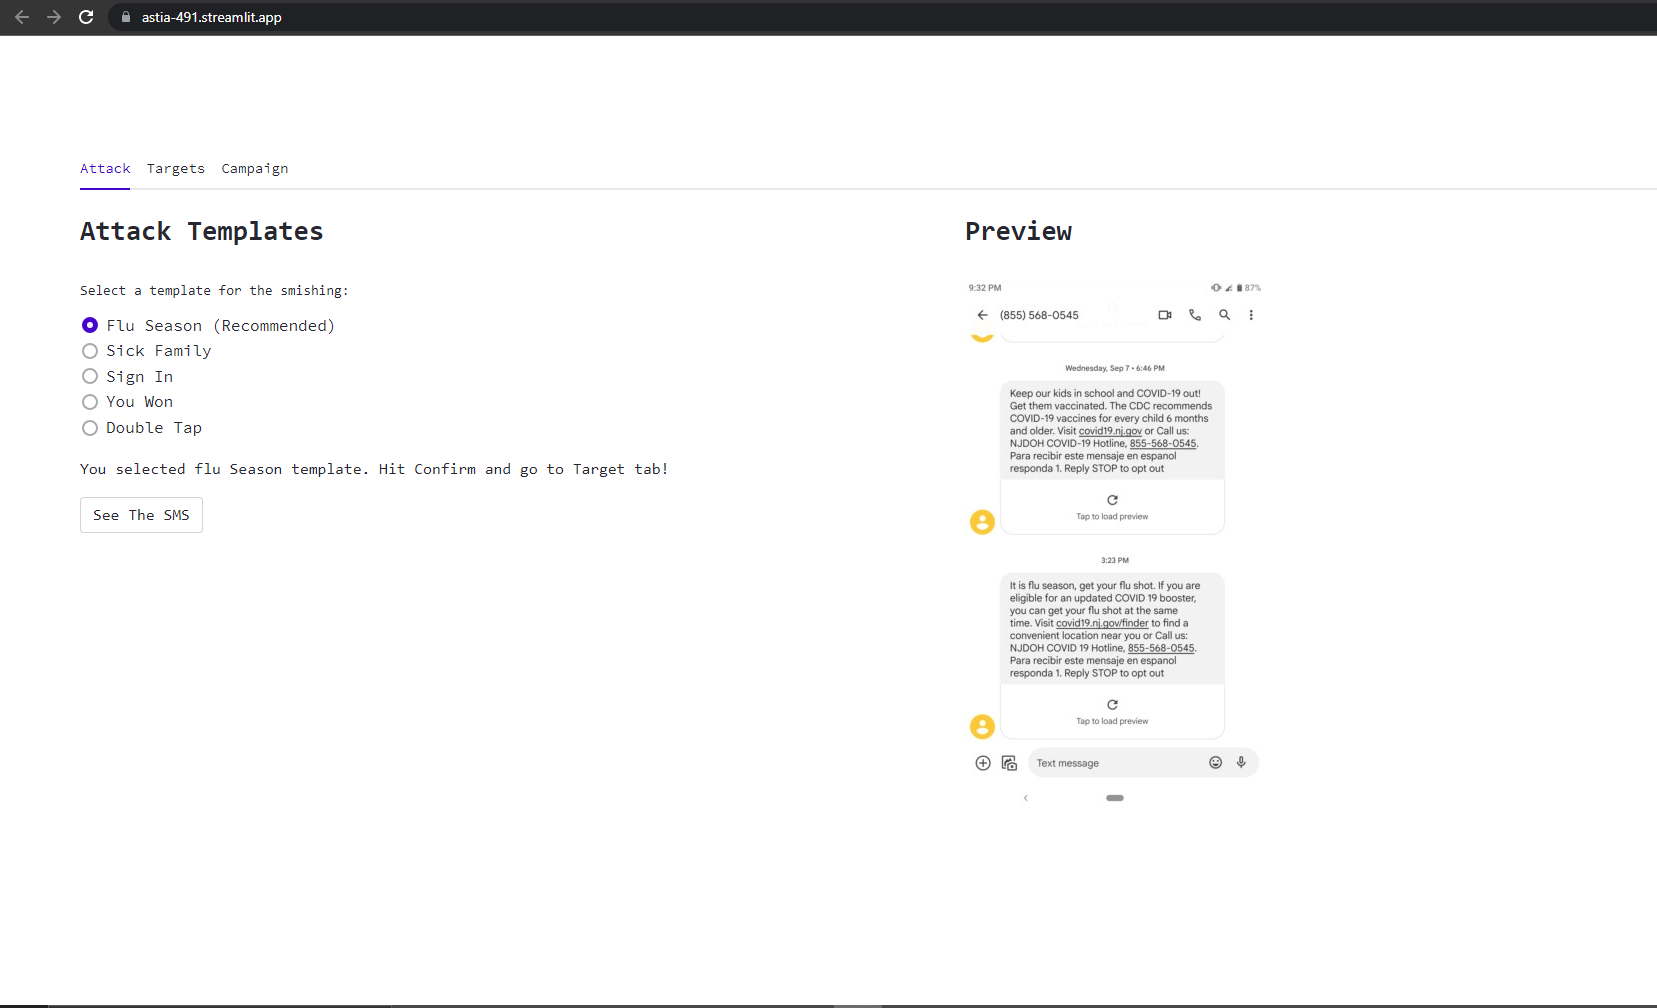 astia-491.streamlit.app
Attack Targets Campaign
Attack Templates
Select a template for the smishing:
Flu Season (Recommended)
Sick Family
Sign In
You Won
Double Tap
You selected flu Season template. Hit Confirm and go to Target tab!
See The SMS
Preview
9:32 PM 87%
(855) 568-0545
Wednesday, Sep 7 • 6:46 PM
Keep our kids in school and COVID-19 out!
Get them vaccinated. The CDC recommends
COVID-19 vaccines for every child 6 months
and older. Visit covid19.nj.gov or Call us:
NJDOH COVID-19 Hotline, 855-568-0545.
Para recibir este mensaje en espanol
responda 1. Reply STOP to opt out
Tap to load preview
3:23 PM
It is flu season, get your flu shot. If you are
eligible for an updated COVID 19 booster,
you can get your flu shot at the same
time. Visit covid19.nj.gov/finder to find a
convenient location near you or Call us:
NJDOH COVID 19 Hotline, 855-568-0545.
Para recibir este mensaje en espanol
responda 1. Reply STOP to opt out
Tap to load preview
Text message